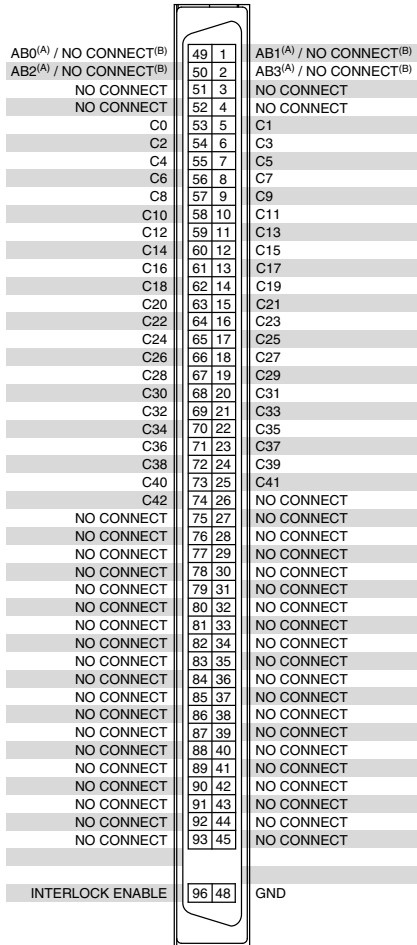 AB0(A) / NO CONNECT(B) 49 1 AB1(A) / NO CONNECT(B)
AB2(A) / NO CONNECT(B) 50 2 AB3(A) / NO CONNECT(B)
NO CONNECT 51 3 NO CONNECT
NO CONNECT 52 4 NO CONNECT
C0 53 5 C1
C2 54 6 C3
C4 55 7 C5
C6 56 8 C7
C8 57 9 C9
C10 58 10 C11
C12 59 11 C13
C14 60 12 C15
C16 61 13 C17
C18 62 14 C19
C20 63 15 C21
C22 64 16 C23
C24 65 17 C25
C26 66 18 C27
C28 67 19 C29
C30 68 20 C31
C32 69 21 C33
C34 70 22 C35
C36 71 23 C37
C38 72 24 C39
C40 73 25 C41
C42 74 26 NO CONNECT
NO CONNECT 75 27 NO CONNECT
NO CONNECT 76 28 NO CONNECT
NO CONNECT 77 29 NO CONNECT
NO CONNECT 78 30 NO CONNECT
NO CONNECT 79 31 NO CONNECT
NO CONNECT 80 32 NO CONNECT
NO CONNECT 81 33 NO CONNECT
NO CONNECT 82 34 NO CONNECT
NO CONNECT 83 35 NO CONNECT
NO CONNECT 84 36 NO CONNECT
NO CONNECT 85 37 NO CONNECT
NO CONNECT 86 38 NO CONNECT
NO CONNECT 87 39 NO CONNECT
NO CONNECT 88 40 NO CONNECT
NO CONNECT 89 41 NO CONNECT
NO CONNECT 90 42 NO CONNECT
NO CONNECT 91 43 NO CONNECT
NO CONNECT 92 44 NO CONNECT
NO CONNECT 93 45 NO CONNECT
INTERLOCK ENABLE 96 48 GND